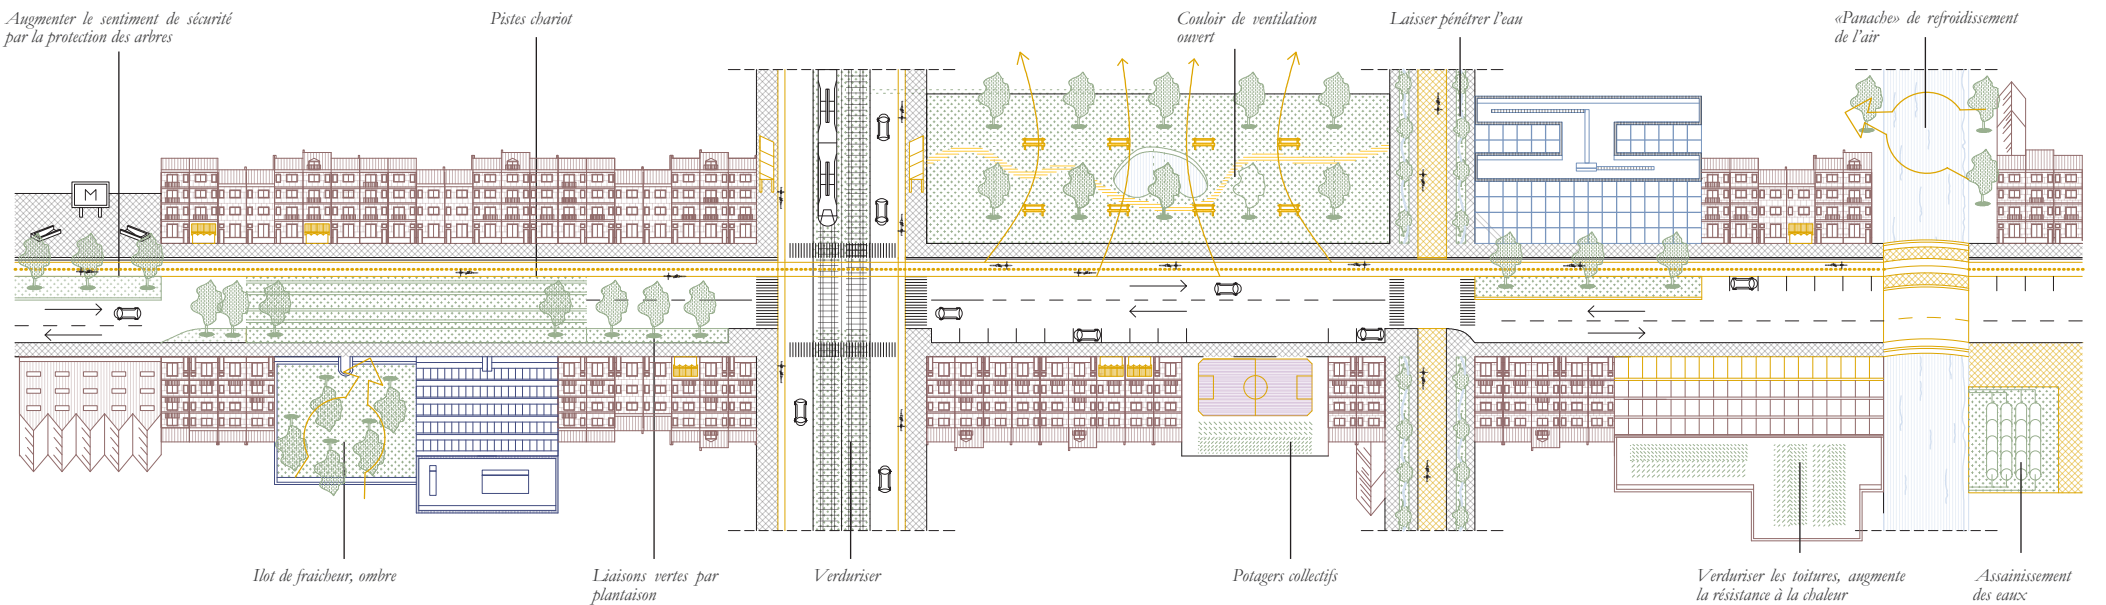 Augmenter le sentiment de sécurité
par la protection des arbres
Pistes chariot
Couloir de ventilation
ouvert
Laisser pénétrer l'eau
«Panache» de refroidissement
de l'air
M
Ilot de fraicheur, ombre
Liaisons vertes par
plantaison
Verduriser
Potagers collectifs
Verduriser les toitures, augmente
la résistance à la chaleur
Assainissement
des eaux